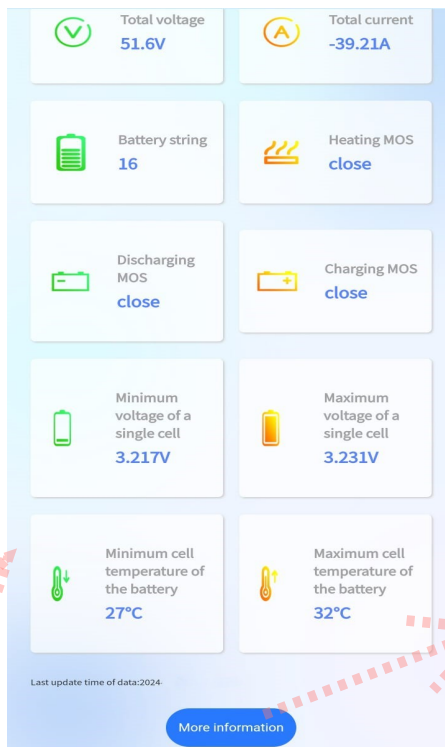 Total voltage
51.6V
Total current
-39.21A
Battery string
16
Heating MOS
close
Discharging
MOS
close
Charging MOS
close
Minimum
voltage of a
single cell
3.217V
Maximum
voltage of a
single cell
3.231V
Minimum cell
temperature of
the battery
27°C
Maximum cell
temperature of
the battery
32°C
Last update time of data:2024-
More information